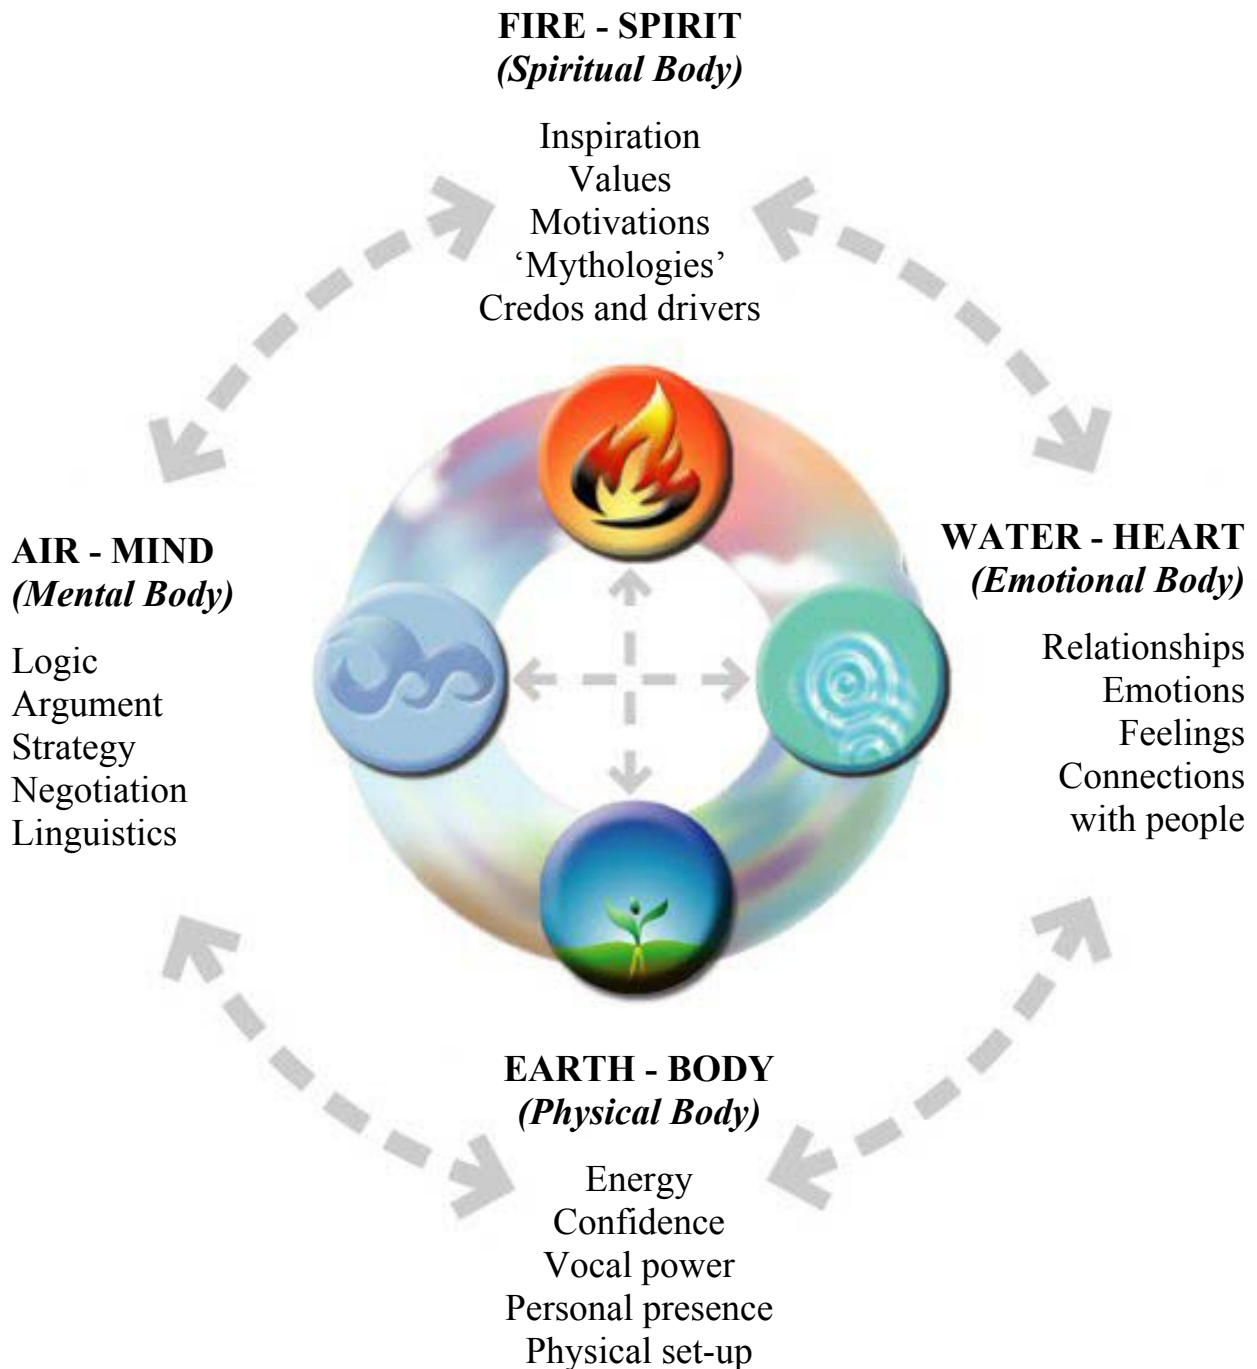 FIRE - SPIRIT
(Spiritual Body)
Inspiration
Values
Motivations
‘Mythologies’
Credos and drivers
AIR - MIND
(Mental Body)
Logic
Argument
Strategy
Negotiation
Linguistics
WATER - HEART
(Emotional Body)
Relationships
Emotions
Feelings
Connections
with people
EARTH - BODY
(Physical Body)
Energy
Confidence
Vocal power
Personal presence
Physical set-up